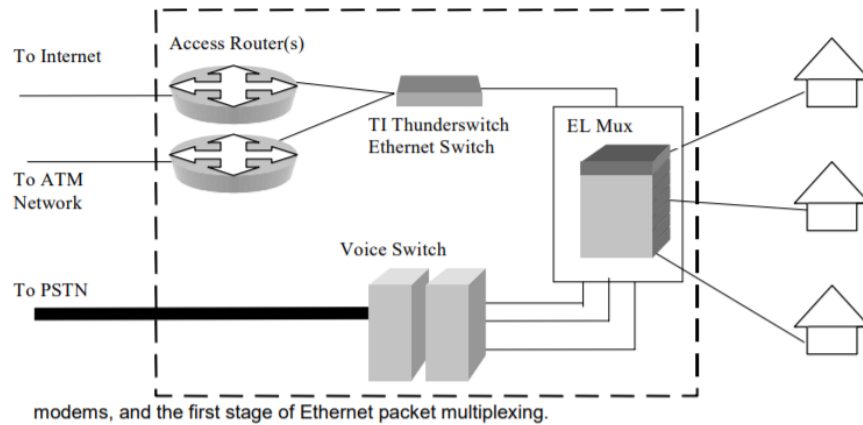 Access Router(s)
To Internet
TI Thunderswitch
Ethernet Switch
EL Mux
To ATM
Network
Voice Switch
To PSTN
modems, and the first stage of Ethernet packet multiplexing.